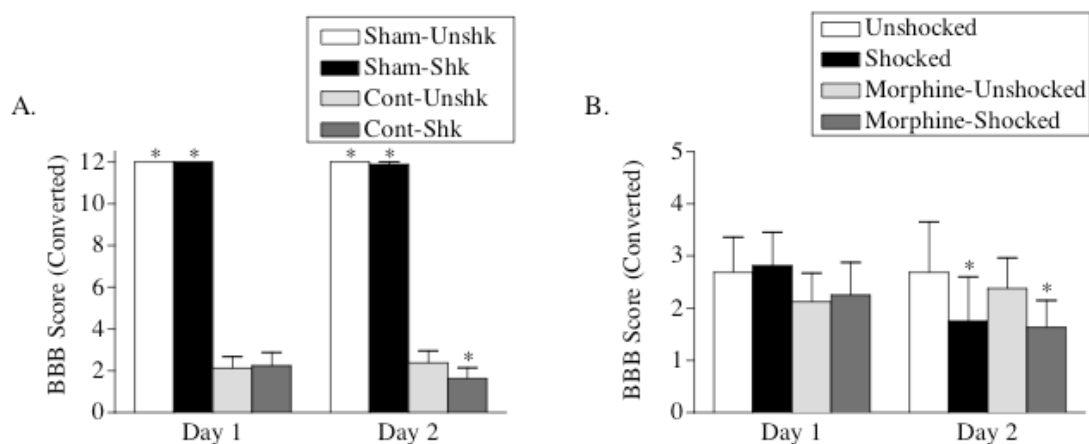 A.
Sham-Unshk
Sham-Shk
Cont-Unshk
Cont-Shk
BBB Score (Converted)
12
10
8
6
4
2
0
* * * * *
Day 1 Day 2
B.
Unshocked
Shocked
Morphine-Unshocked
Morphine-Shocked
BBB Score (Converted)
5
4
3
2
1
0
* *
Day 1 Day 2